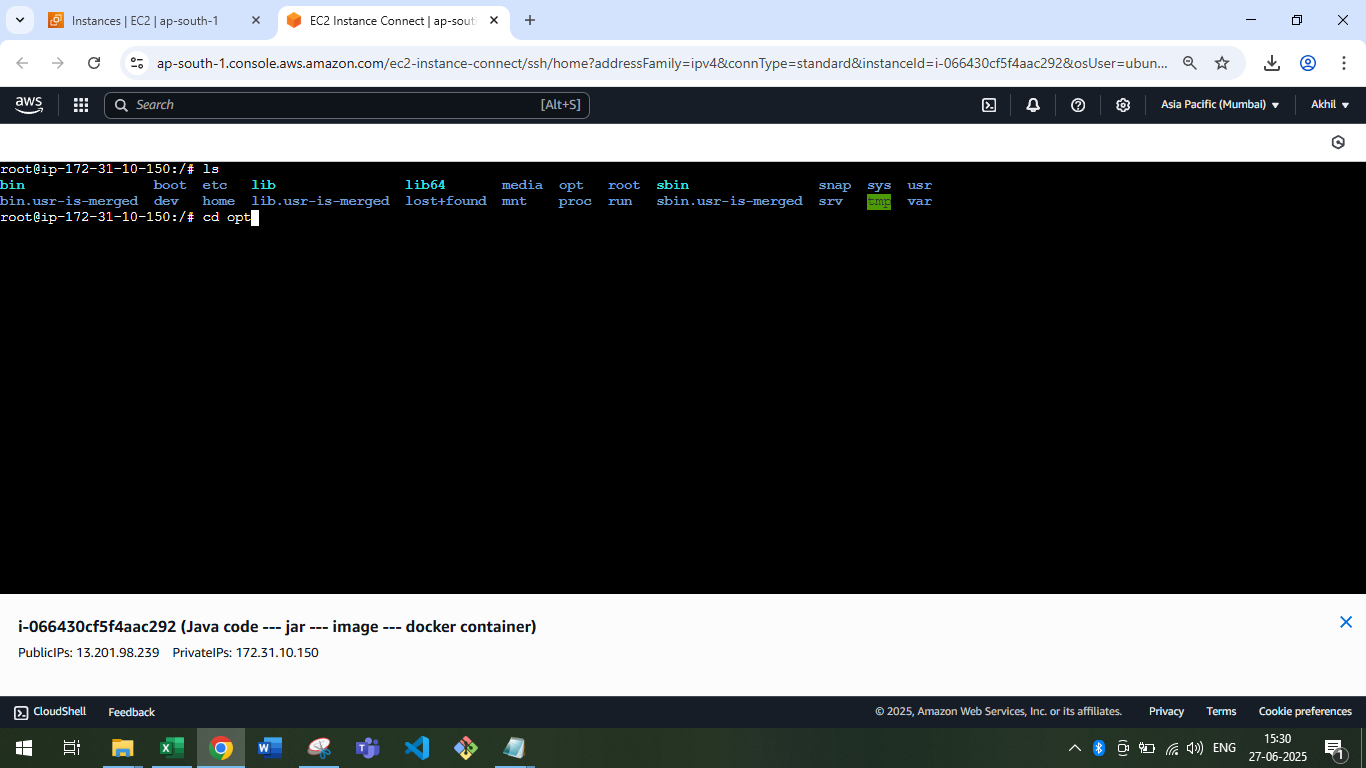 Instances | EC2 | ap-south-1
EC2 Instance Connect | ap-sout
ap-south-1.console.aws.amazon.com/ec2-instance-connect/ssh/home?addressFamily=ipv4&connType=standard&instanceId=i-066430cf5f4aac292&osUser=ubun...
aws
Search
[Alt+S]
Asia Pacific (Mumbai)
Akhil
root@ip-172-31-10-150:/# ls
bin boot etc lib lib64 media opt root sbin snap sys usr
bin.usr-is-merged dev home lib.usr-is-merged lost+found mnt proc run sbin.usr-is-merged srv tmp var
root@ip-172-31-10-150:/# cd opt
i-066430cf5f4aac292 (Java code --- jar --- image --- docker container)
PublicIPs: 13.201.98.239 PrivateIPs: 172.31.10.150
CloudShell Feedback © 2025, Amazon Web Services, Inc. or its affiliates. Privacy Terms Cookie preferences
ENG
15:30
27-06-2025
1